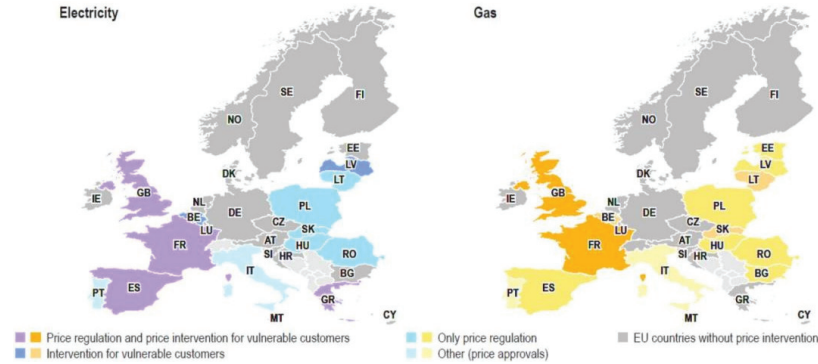 Electricity
Gas
SE
FI
NO
EE
LV
LT
DK
GB
IE
NL
BE
LU
DE
PL
CZ
SK
AT
HU
SI
HR
RO
BG
FR
IT
ES
PT
GR
MT
CY
SE
FI
NO
EE
LV
LT
DK
GB
IE
NL
BE
LU
DE
PL
CZ
SK
AT
HU
SI
HR
RO
BG
FR
IT
ES
PT
GR
MT
CY
Price regulation and price intervention for vulnerable customers
Only price regulation
EU countries without price intervention
Intervention for vulnerable customers
Other (price approvals)